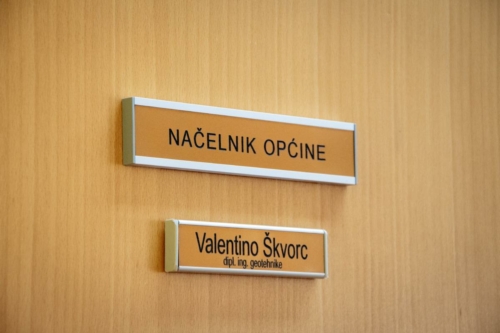 NAČELNIK OPĆINE
Valentino Škvorc
dipl. ing. geotehnike